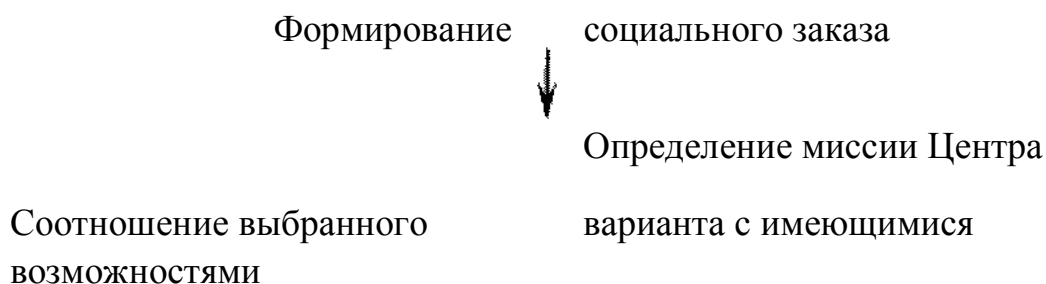 Формирование социального заказа
Определение миссии Центра
Соотношение выбранного варианта с имеющимися
возможностями